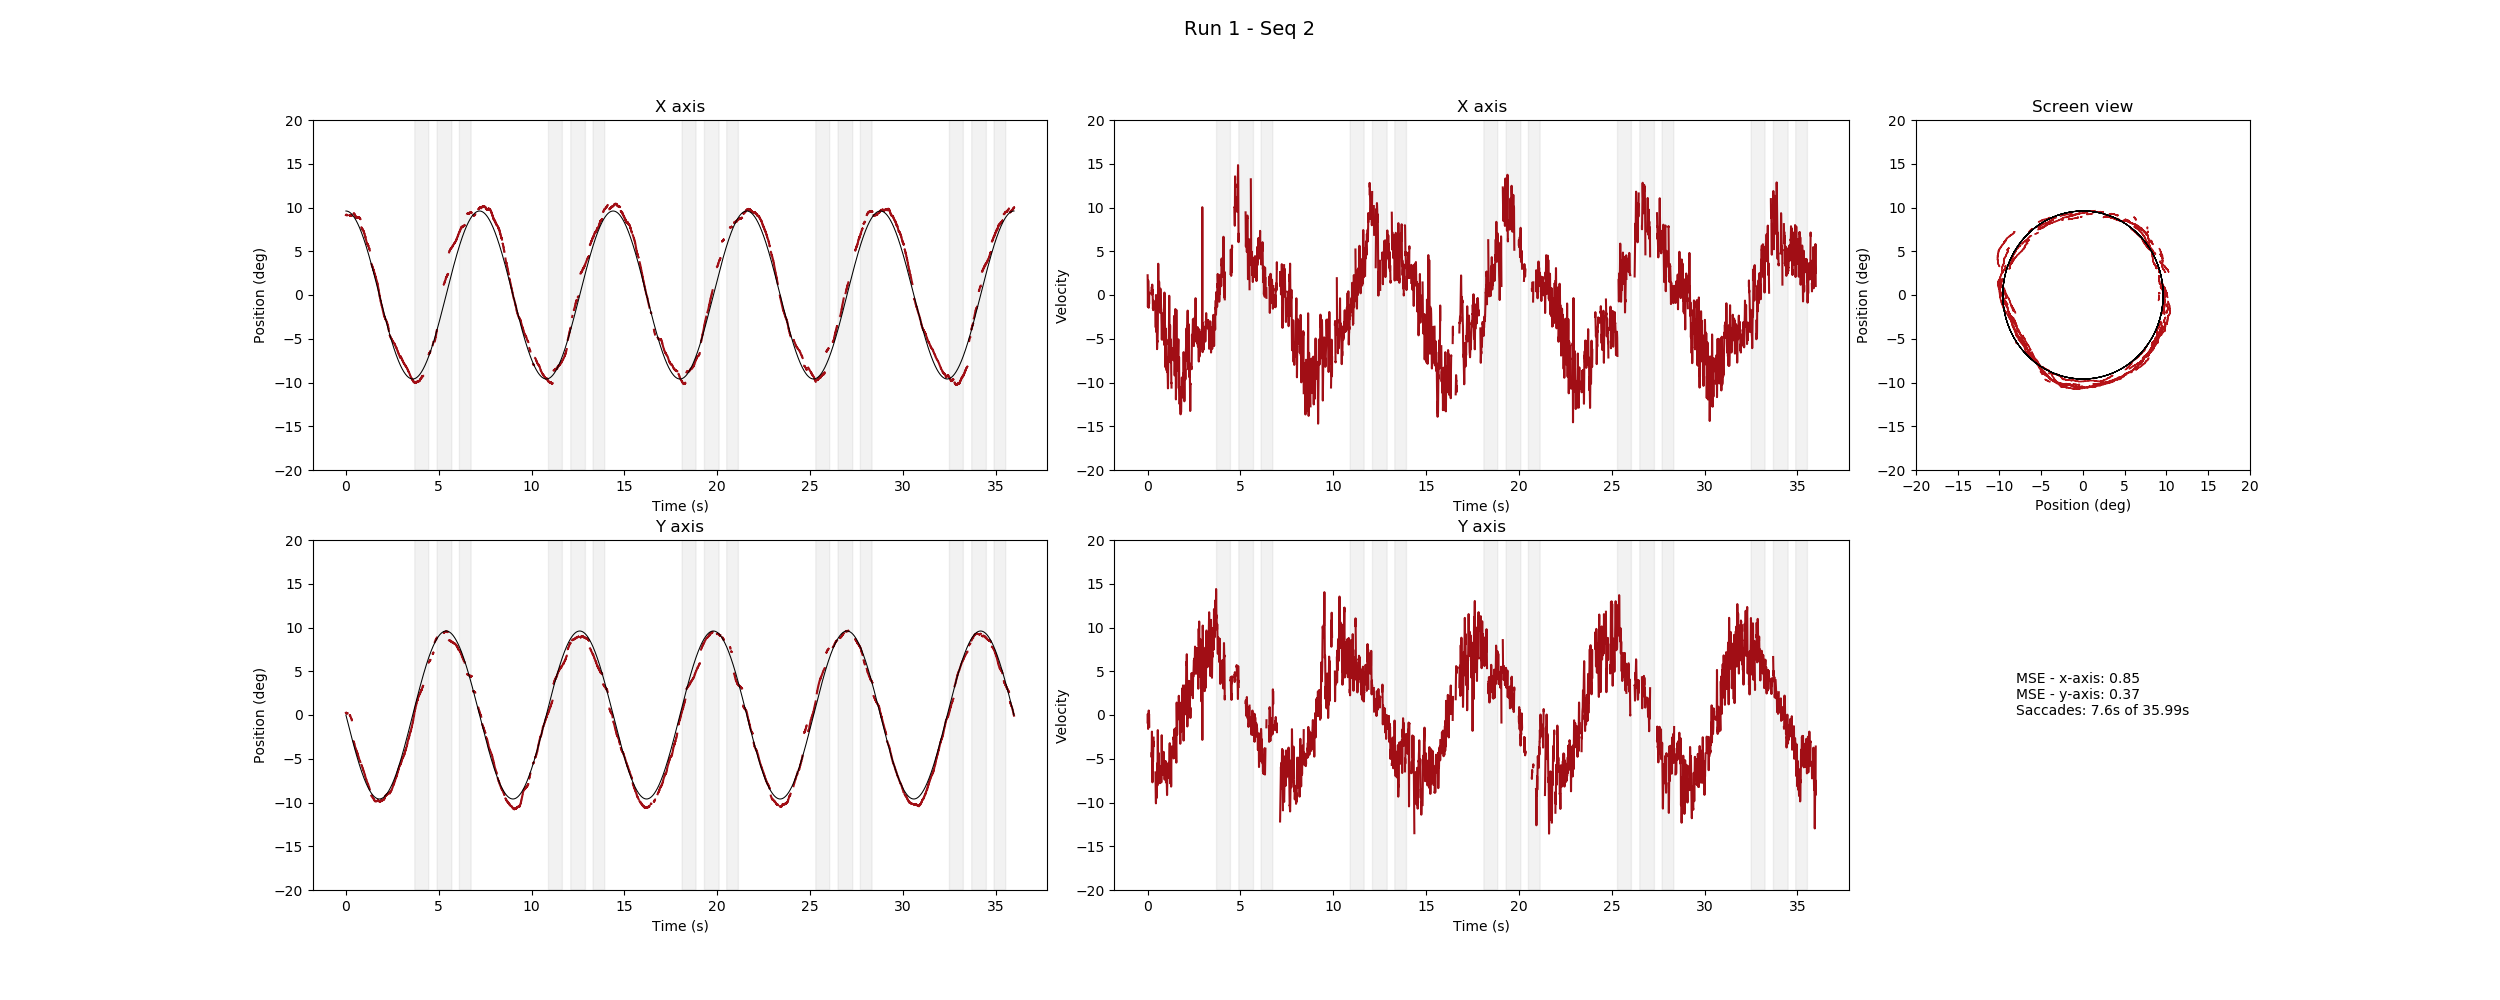 Run 1 - Seq 2
X axis
20
15
10
5
0
−5
−10
−15
−20
Position (deg)
0 5 10 15 20 25 30 35
Time (s)
X axis
20
15
10
5
0
−5
−10
−15
−20
Velocity
0 5 10 15 20 25 30 35
Time (s)
Screen view
20
15
10
5
0
−5
−10
−15
−20
Position (deg)
−20 −15 −10 −5 0 5 10 15 20
Position (deg)
Y axis
20
15
10
5
0
−5
−10
−15
−20
Position (deg)
0 5 10 15 20 25 30 35
Time (s)
Y axis
20
15
10
5
0
−5
−10
−15
−20
Velocity
0 5 10 15 20 25 30 35
Time (s)
MSE - x-axis: 0.85
MSE - y-axis: 0.37
Saccades: 7.6s of 35.99s